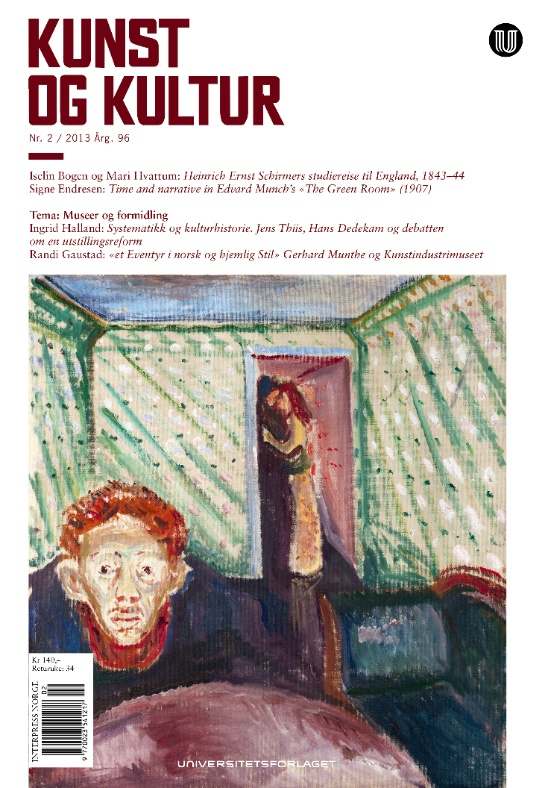 KUNST
OG KULTUR
Nr. 2 / 2013 Årg. 96
Iselin Bogen og Mari Hvattum: Heinrich Ernst Schirmers studiereise til England, 1843–44
Signe Endresen: Time and narrative in Edvard Munch's «The Green Room» (1907)
Tema: Museer og formidling
Ingrid Halland: Systematikk og kulturhistorie. Jens Thiis, Hans Dedekam og debatten
om en utstillingsreform
Randi Gaustad: «et Eventyr i norsk og hjemlig Stil» Gerhard Munthe og Kunstindustrimuseet
Kr 140,–
Returuke: 34
INTERPRESS NORGE
02
UNIVERSITETSFORLAGET